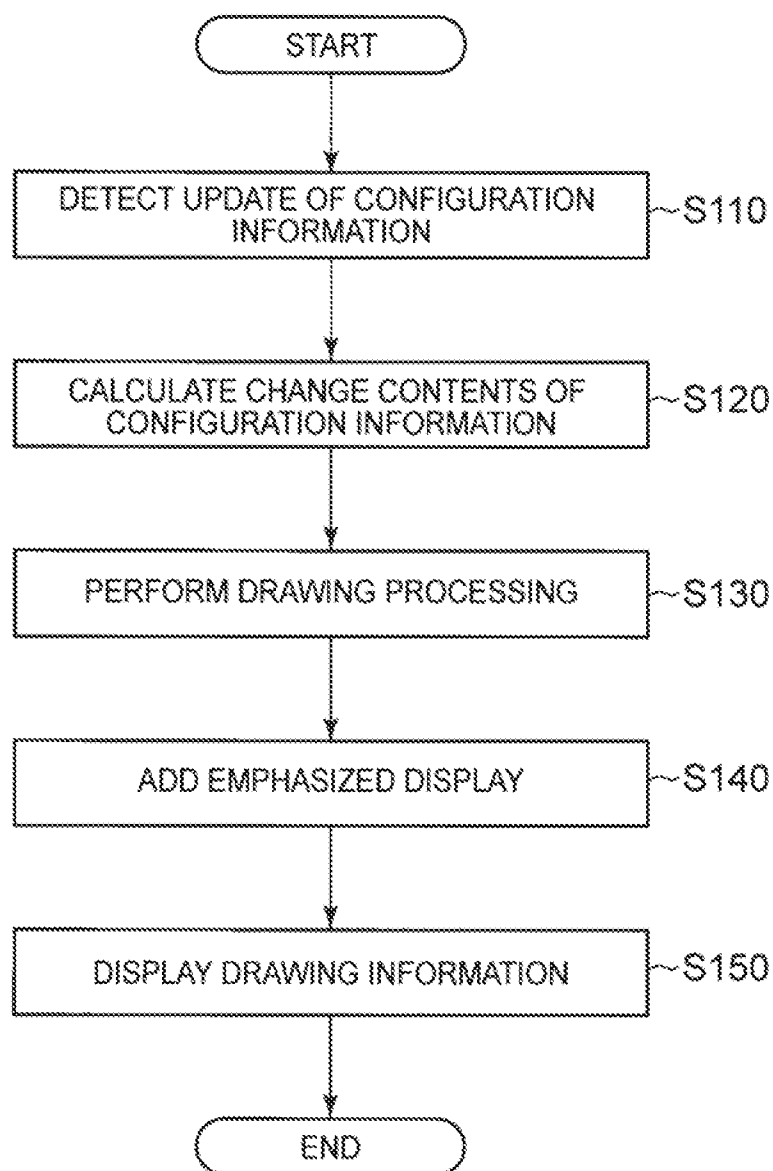 START
DETECT UPDATE OF CONFIGURATION
INFORMATION
S110
CALCULATE CHANGE CONTENTS OF
CONFIGURATION INFORMATION
S120
PERFORM DRAWING PROCESSING
S130
ADD EMPHASIZED DISPLAY
S140
DISPLAY DRAWING INFORMATION
S150
END